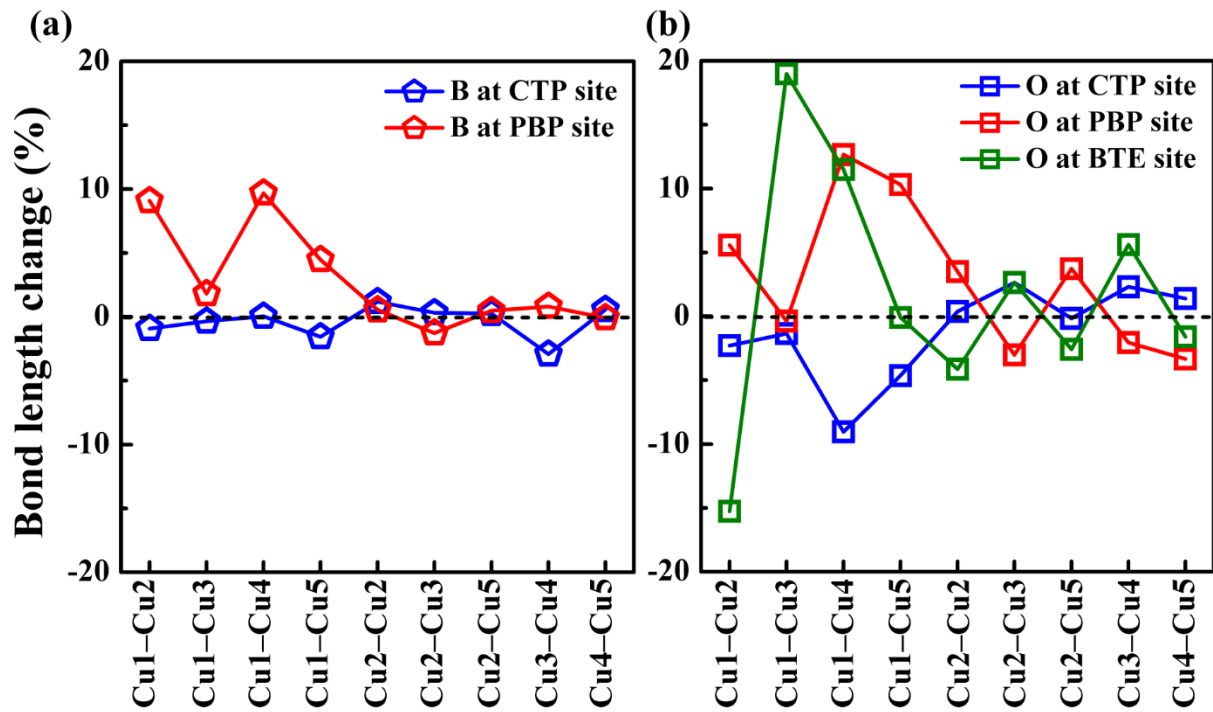 (a)
(b)
Bond length change (%)
20
10
0
-10
-20
B at CTP site
B at PBP site
Cu1–Cu2
Cu1–Cu3
Cu1–Cu4
Cu1–Cu5
Cu2–Cu2
Cu2–Cu3
Cu2–Cu5
Cu3–Cu4
Cu4–Cu5
20
10
0
-10
-20
O at CTP site
O at PBP site
O at BTE site
Cu1–Cu2
Cu1–Cu3
Cu1–Cu4
Cu1–Cu5
Cu2–Cu2
Cu2–Cu3
Cu2–Cu5
Cu3–Cu4
Cu4–Cu5